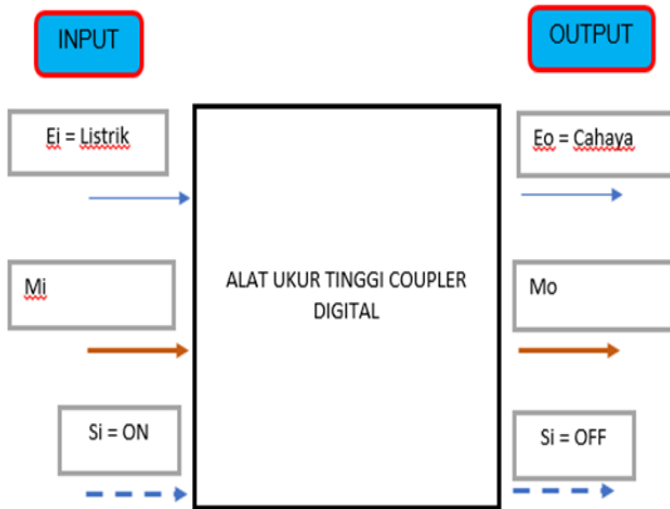 INPUT
OUTPUT
Ei = Listrik
Eo = Cahaya
Mi
ALAT UKUR TINGGI COUPLER
DIGITAL
Mo
Si = ON
Si = OFF